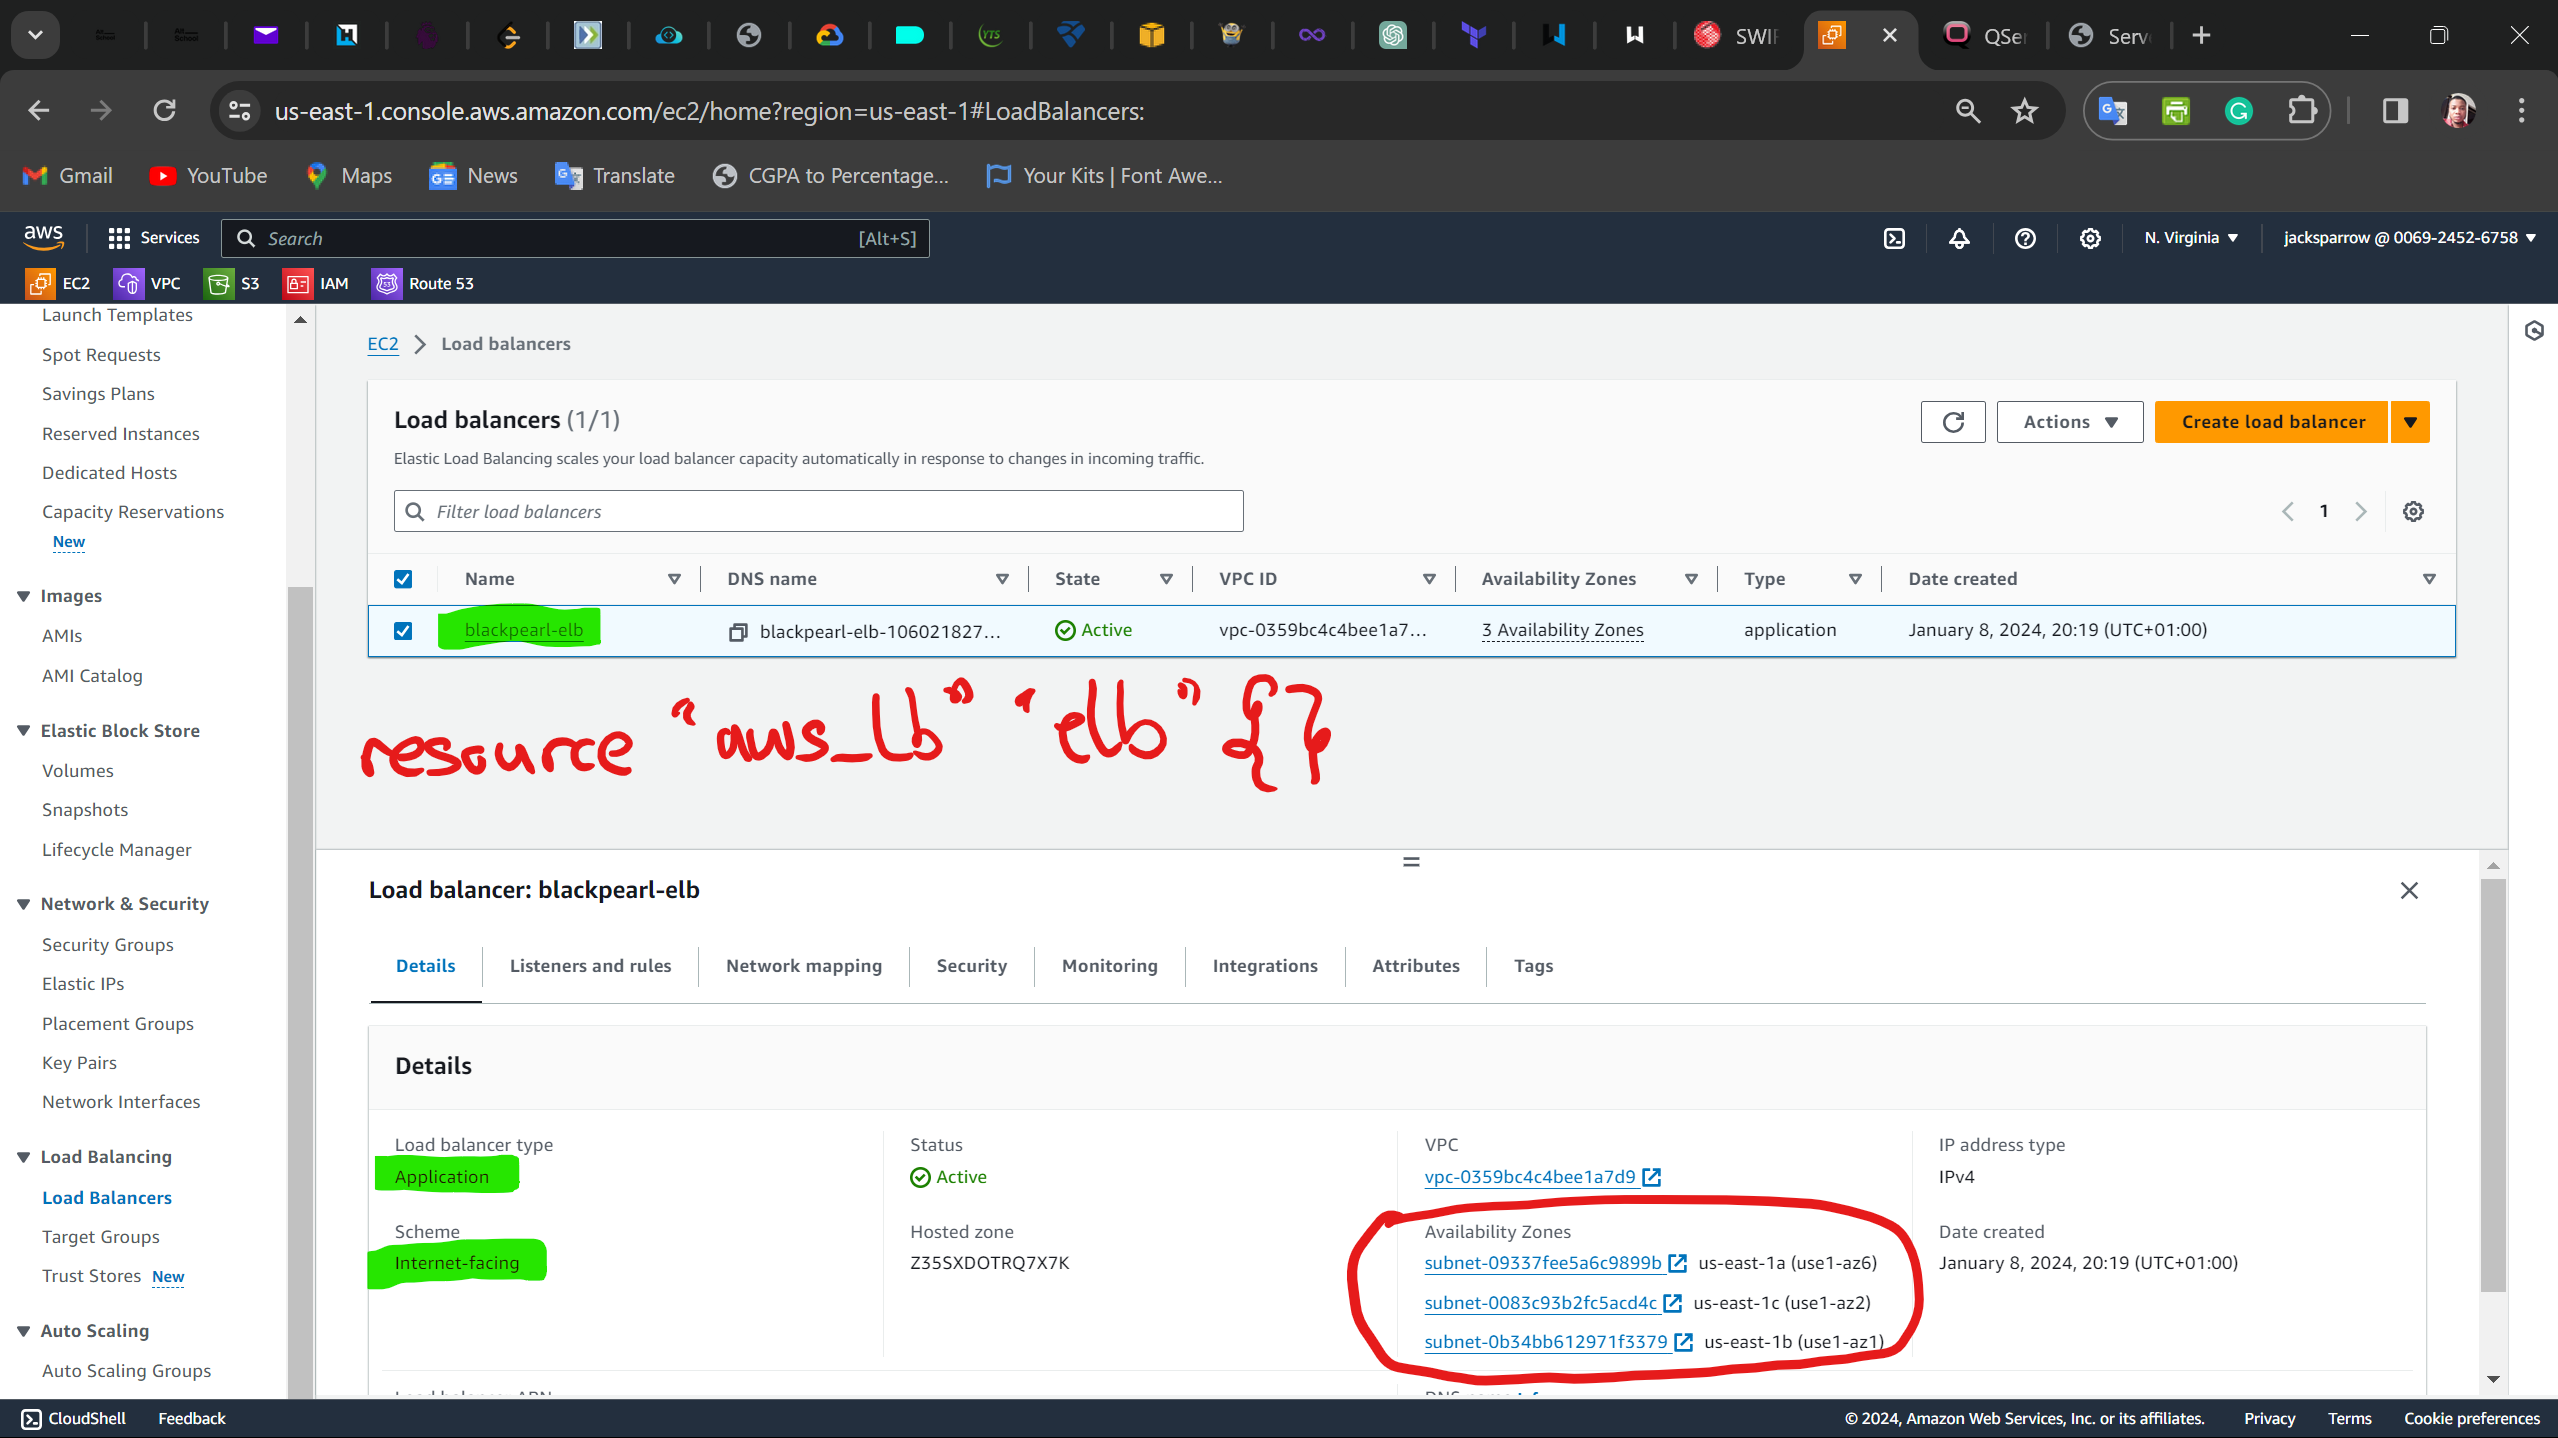 SWIF
QSer
Serv
us-east-1.console.aws.amazon.com/ec2/home?region=us-east-1#LoadBalancers:
Gmail YouTube Maps News Translate CGPA to Percentage... Your Kits | Font Awe...
aws Services Search [Alt+S] N. Virginia jacksparrow @ 0069-2452-6758
EC2 VPC S3 IAM Route 53
Launch Templates
Spot Requests
Savings Plans
Reserved Instances
Dedicated Hosts
Capacity Reservations
New
Images
AMIs
AMI Catalog
Elastic Block Store
Volumes
Snapshots
Lifecycle Manager
Network & Security
Security Groups
Elastic IPs
Placement Groups
Key Pairs
Network Interfaces
Load Balancing
Load Balancers
Target Groups
Trust Stores New
Auto Scaling
Auto Scaling Groups
EC2 Load balancers
Load balancers (1/1)
Actions Create load balancer
Elastic Load Balancing scales your load balancer capacity automatically in response to changes in incoming traffic.
Filter load balancers
1
Name DNS name State VPC ID Availability Zones Type Date created
blackpearl-elb blackpearl-elb-106021827... Active vpc-0359bc4c4bee1a7... 3 Availability Zones application January 8, 2024, 20:19 (UTC+01:00)
resource "aws_lb" "elb" {}
Load balancer: blackpearl-elb
Details Listeners and rules Network mapping Security Monitoring Integrations Attributes Tags
Details
Load balancer type
Application
Status
Active
VPC
vpc-0359bc4c4bee1a7d9
IP address type
IPv4
Scheme
Internet-facing
Hosted zone
Z35SXDOTRQ7X7K
Availability Zones
subnet-09337fee5a6c9899b us-east-1a (use1-az6)
subnet-0083c93b2fc5acd4c us-east-1c (use1-az2)
subnet-0b34bb612971f3379 us-east-1b (use1-az1)
Date created
January 8, 2024, 20:19 (UTC+01:00)
CloudShell Feedback © 2024, Amazon Web Services, Inc. or its affiliates. Privacy Terms Cookie preferences